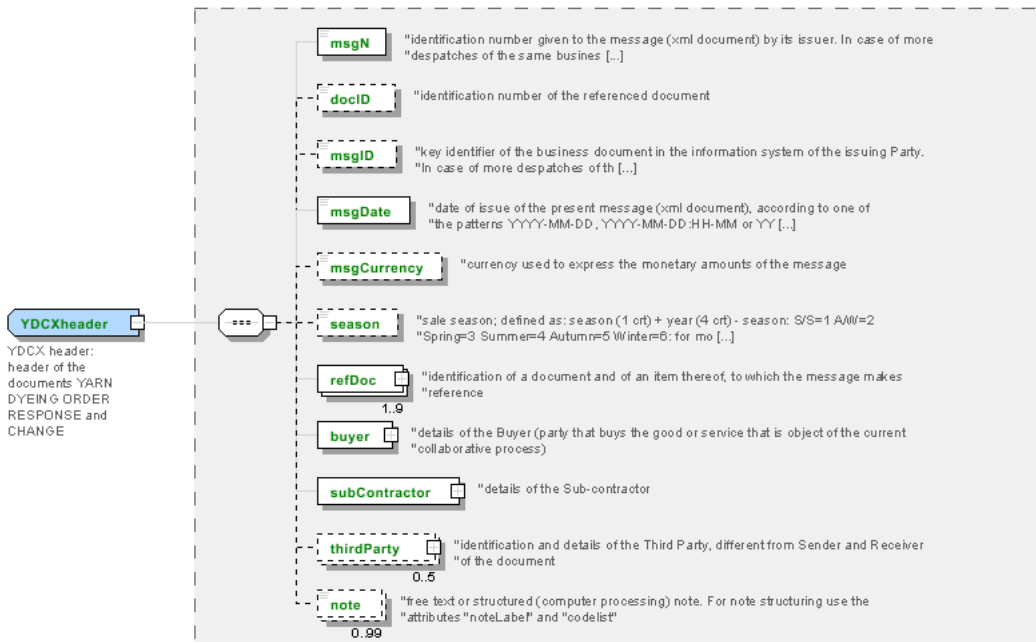 msgN
"identification number given to the message (xml document) by its issuer. In case of more
"despatches of the same busines [...]
docID
"identification number of the referenced document
msgID
"key identifier of the business document in the information system of the issuing Party.
"In case of more despatches of th [...]
msgDate
"date of issue of the present message (xml document), according to one of
"the patterns YYYY-MM-DD, YYYY-MM-DD:HH-MM or YY [...]
msgCurrency
"currency used to express the monetary amounts of the message
YDCXheader
season
"sale season; defined as: season (1 crt) + year (4 crt) - season: S/S=1 A/W=2
"Spring=3 Summer=4 Autumn=5 Winter=6: for mo [...]
YDCX header:
header of the
documents YARN
DYEING ORDER
RESPONSE and
CHANGE
refDoc
"identification of a document and of an item thereof, to which the message makes
"reference
1..9
buyer
"details of the Buyer (party that buys the good or service that is object of the current
"collaborative process)
subContractor
"details of the Sub-contractor
thirdParty
"identification and details of the Third Party, different from Sender and Receiver
"of the document
0..5
note
"free text or structured (computer processing) note. For note structuring use the
"attributes "noteLabel" and "codelist"
0..99